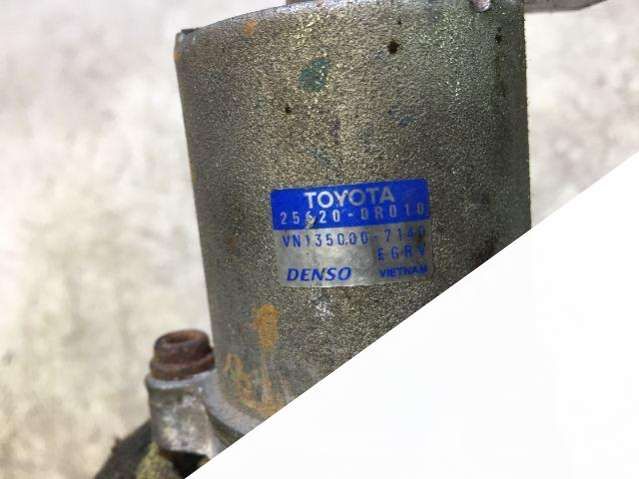 TOYOTA
25620-0R010
VN135000-7140
EGRV
DENSO VIETNAM